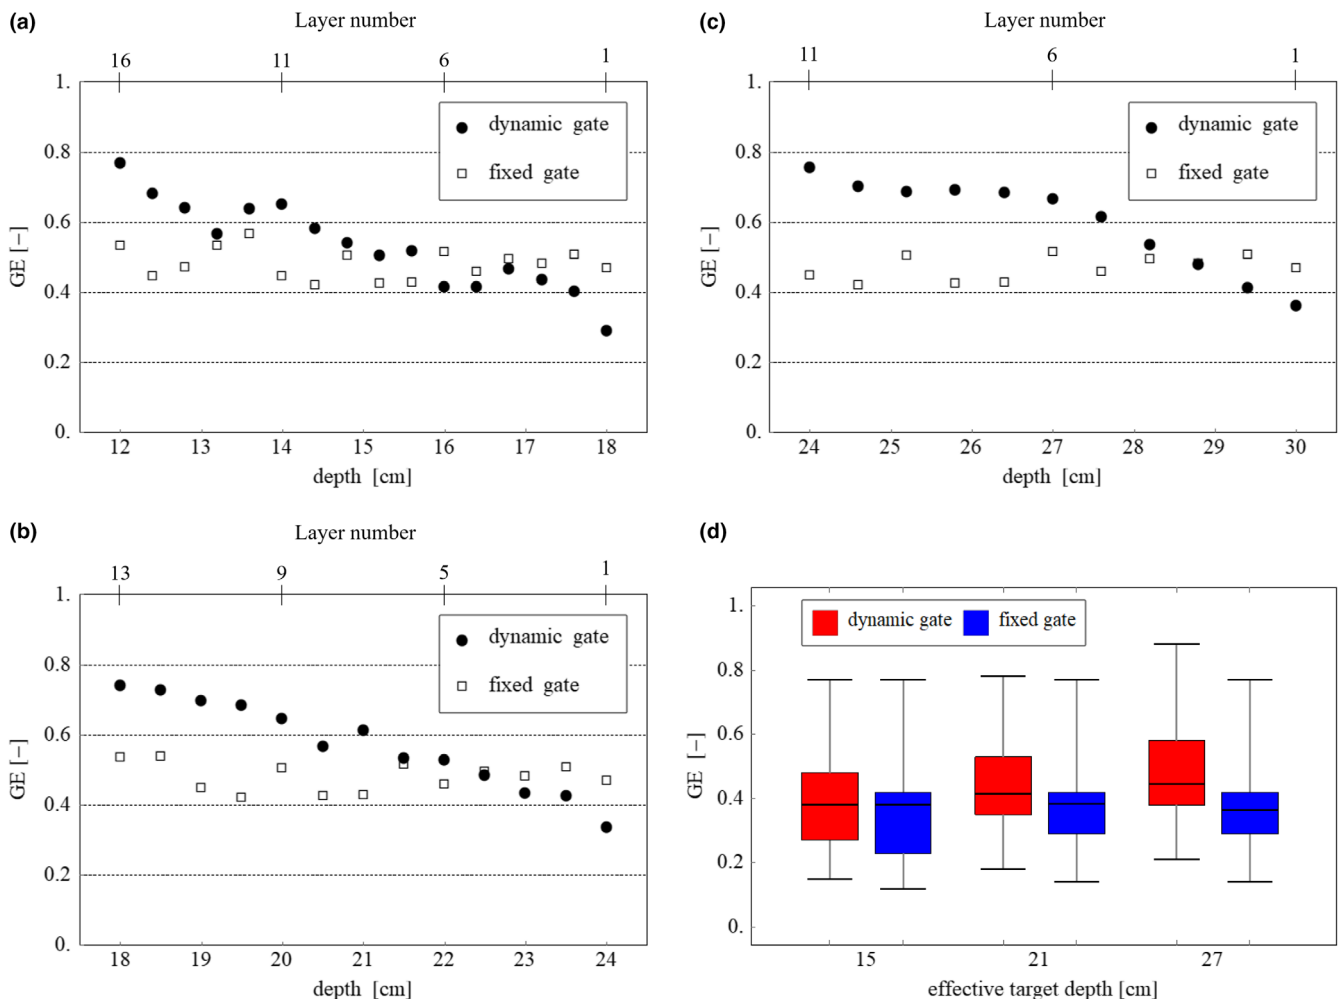 (a)
Layer number
16 11 6 1
1.
0.8
0.6
0.4
0.2
0.
GE [−]
dynamic gate
fixed gate
12 13 14 15 16 17 18
depth [cm]
(c)
Layer number
11 6 1
1.
0.8
0.6
0.4
0.2
0.
GE [−]
dynamic gate
fixed gate
24 25 26 27 28 29 30
depth [cm]
(b)
Layer number
13 9 5 1
1.
0.8
0.6
0.4
0.2
0.
GE [−]
dynamic gate
fixed gate
18 19 20 21 22 23 24
depth [cm]
(d)
1.
0.8
0.6
0.4
0.2
0.
GE [−]
dynamic gate fixed gate
15 21 27
effective target depth [cm]